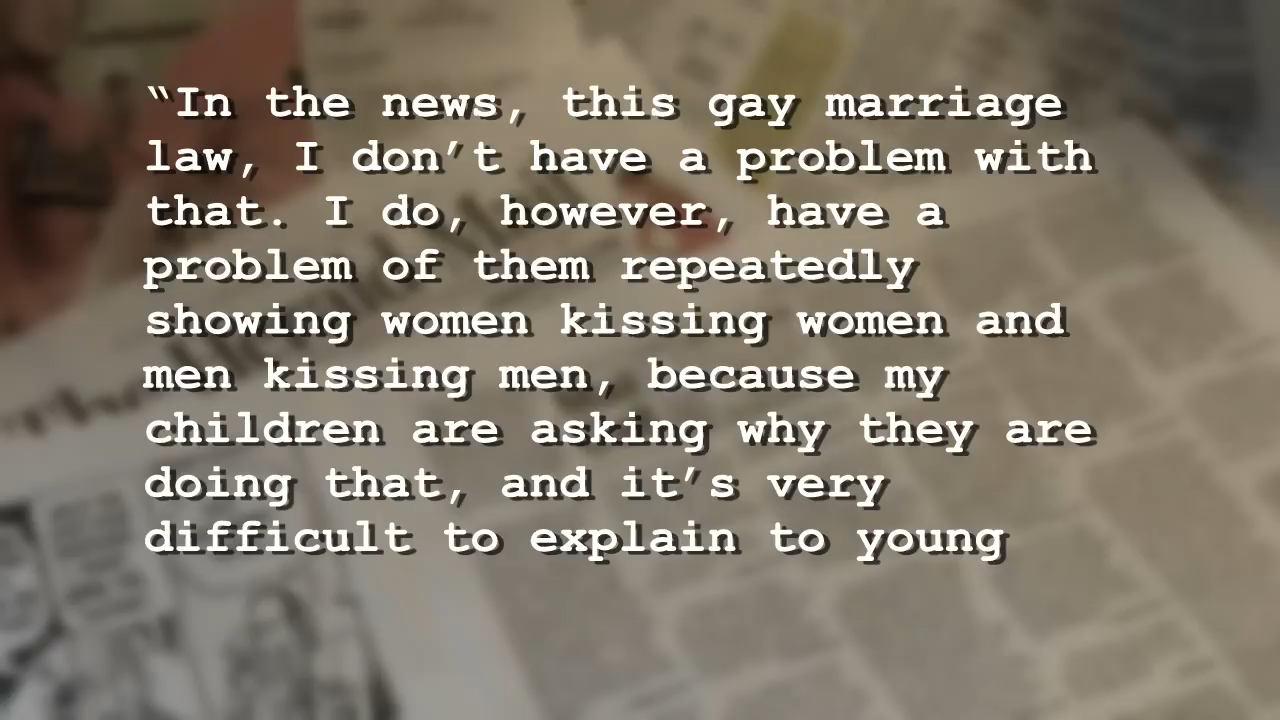 “In the news, this gay marriage
law, I don’t have a problem with
that. I do, however, have a
problem of them repeatedly
showing women kissing women and
men kissing men, because my
children are asking why they are
doing that, and it’s very
difficult to explain to young